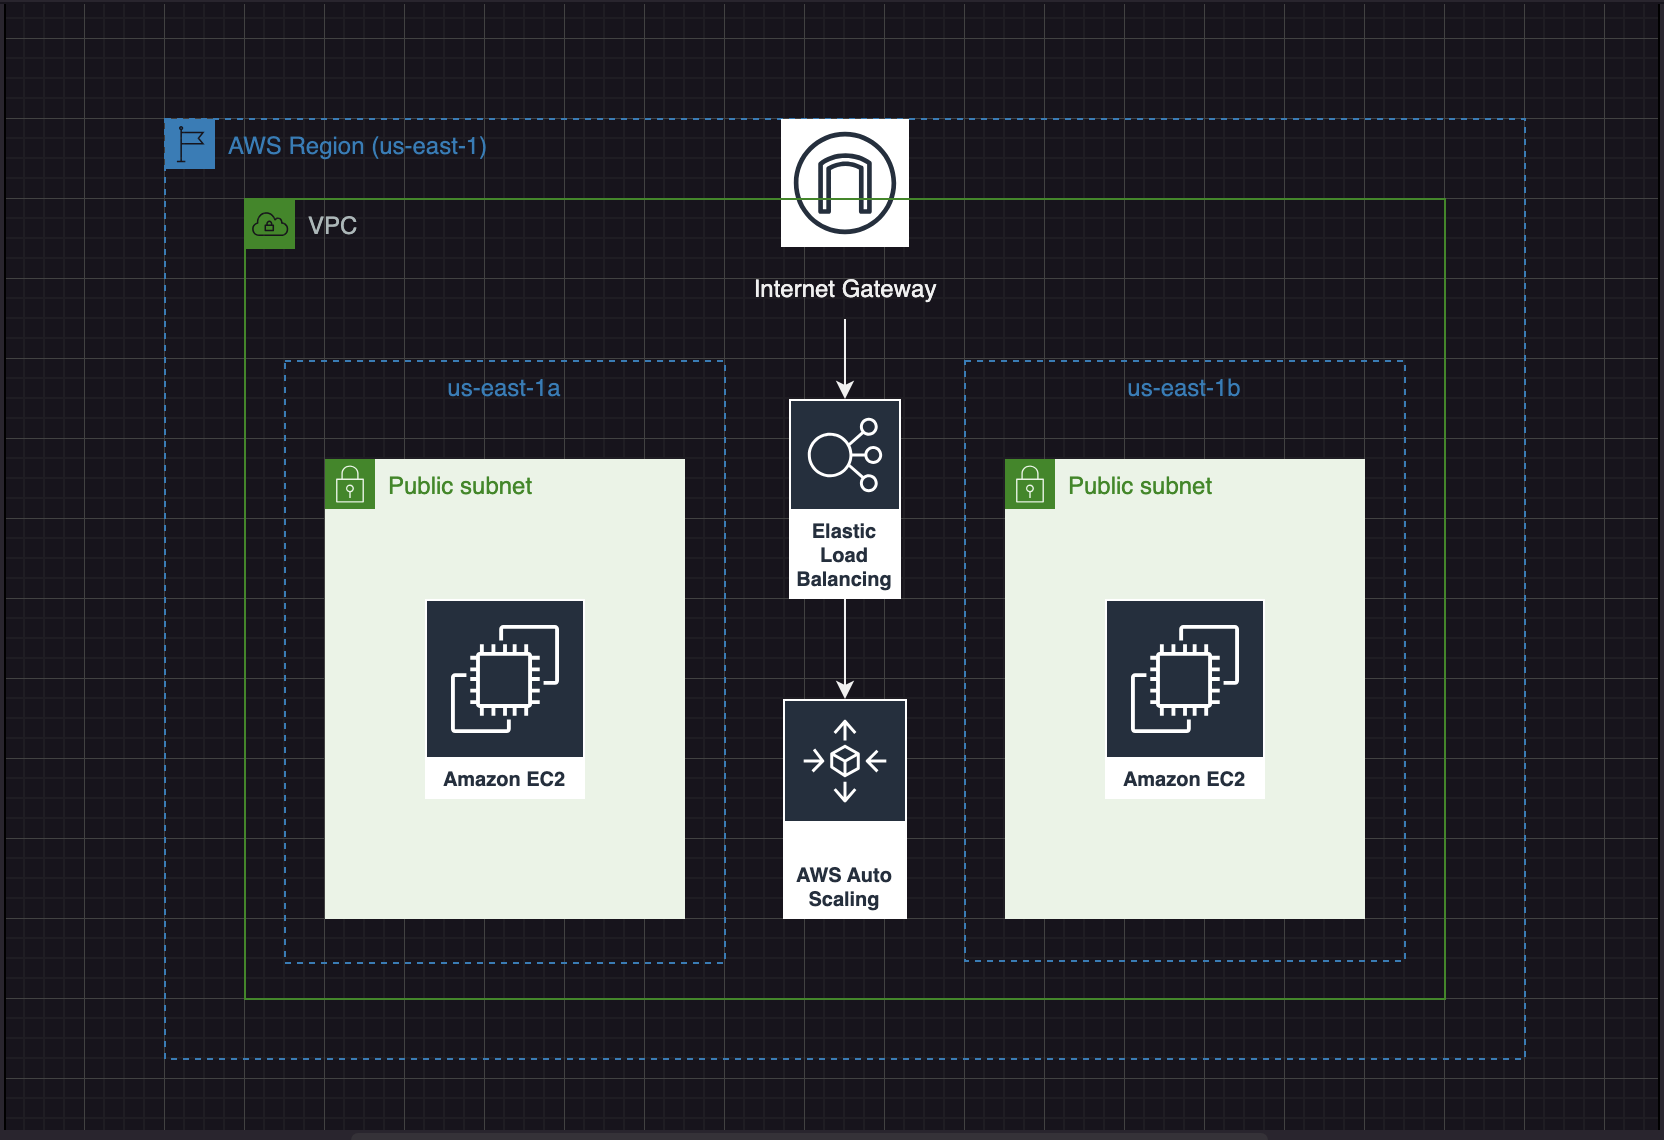 AWS Region (us-east-1)
VPC
Internet Gateway
us-east-1a
us-east-1b
Public subnet
Public subnet
Elastic
Load
Balancing
Amazon EC2
Amazon EC2
AWS Auto
Scaling